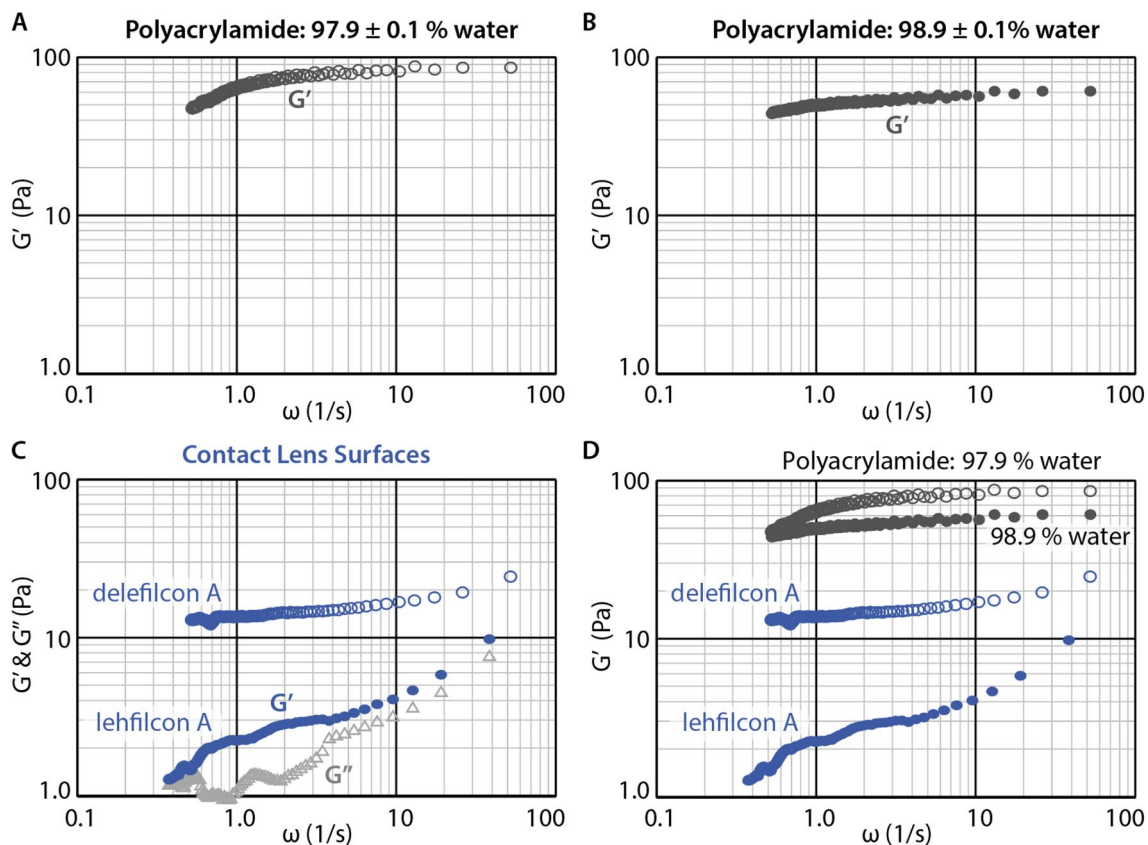 A
Polyacrylamide: 97.9 ± 0.1 % water
100
10
1.0
G′ (Pa)
G′
0.1
1.0
10
100
ω (1/s)
B
Polyacrylamide: 98.9 ± 0.1% water
100
10
1.0
G′ (Pa)
G′
0.1
1.0
10
100
ω (1/s)
C
Contact Lens Surfaces
100
10
1.0
G′ & G″ (Pa)
delefilcon A
lehfilcon A
G′
G″
0.1
1.0
10
100
ω (1/s)
D
Polyacrylamide: 97.9 % water
98.9 % water
100
10
1.0
G′ (Pa)
delefilcon A
lehfilcon A
0.1
1.0
10
100
ω (1/s)